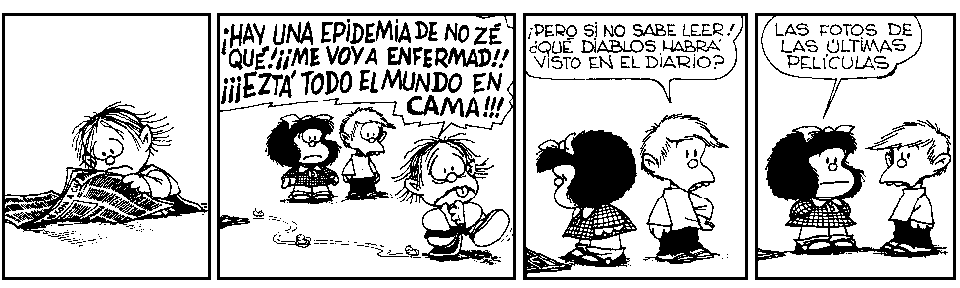 ¡HAY UNA EPIDEMIA DE NO ZÉ
QUÉ!¡¡ME VOY A ENFERMAD!!
¡¡¡EZTÁ TODO EL MUNDO EN
CAMA!!!
¡PERO SI NO SABE LEER!
¿QUÉ DIABLOS HABRÁ
VISTO EN EL DIARIO?
LAS FOTOS DE
LAS ÚLTIMAS
PELÍCULAS